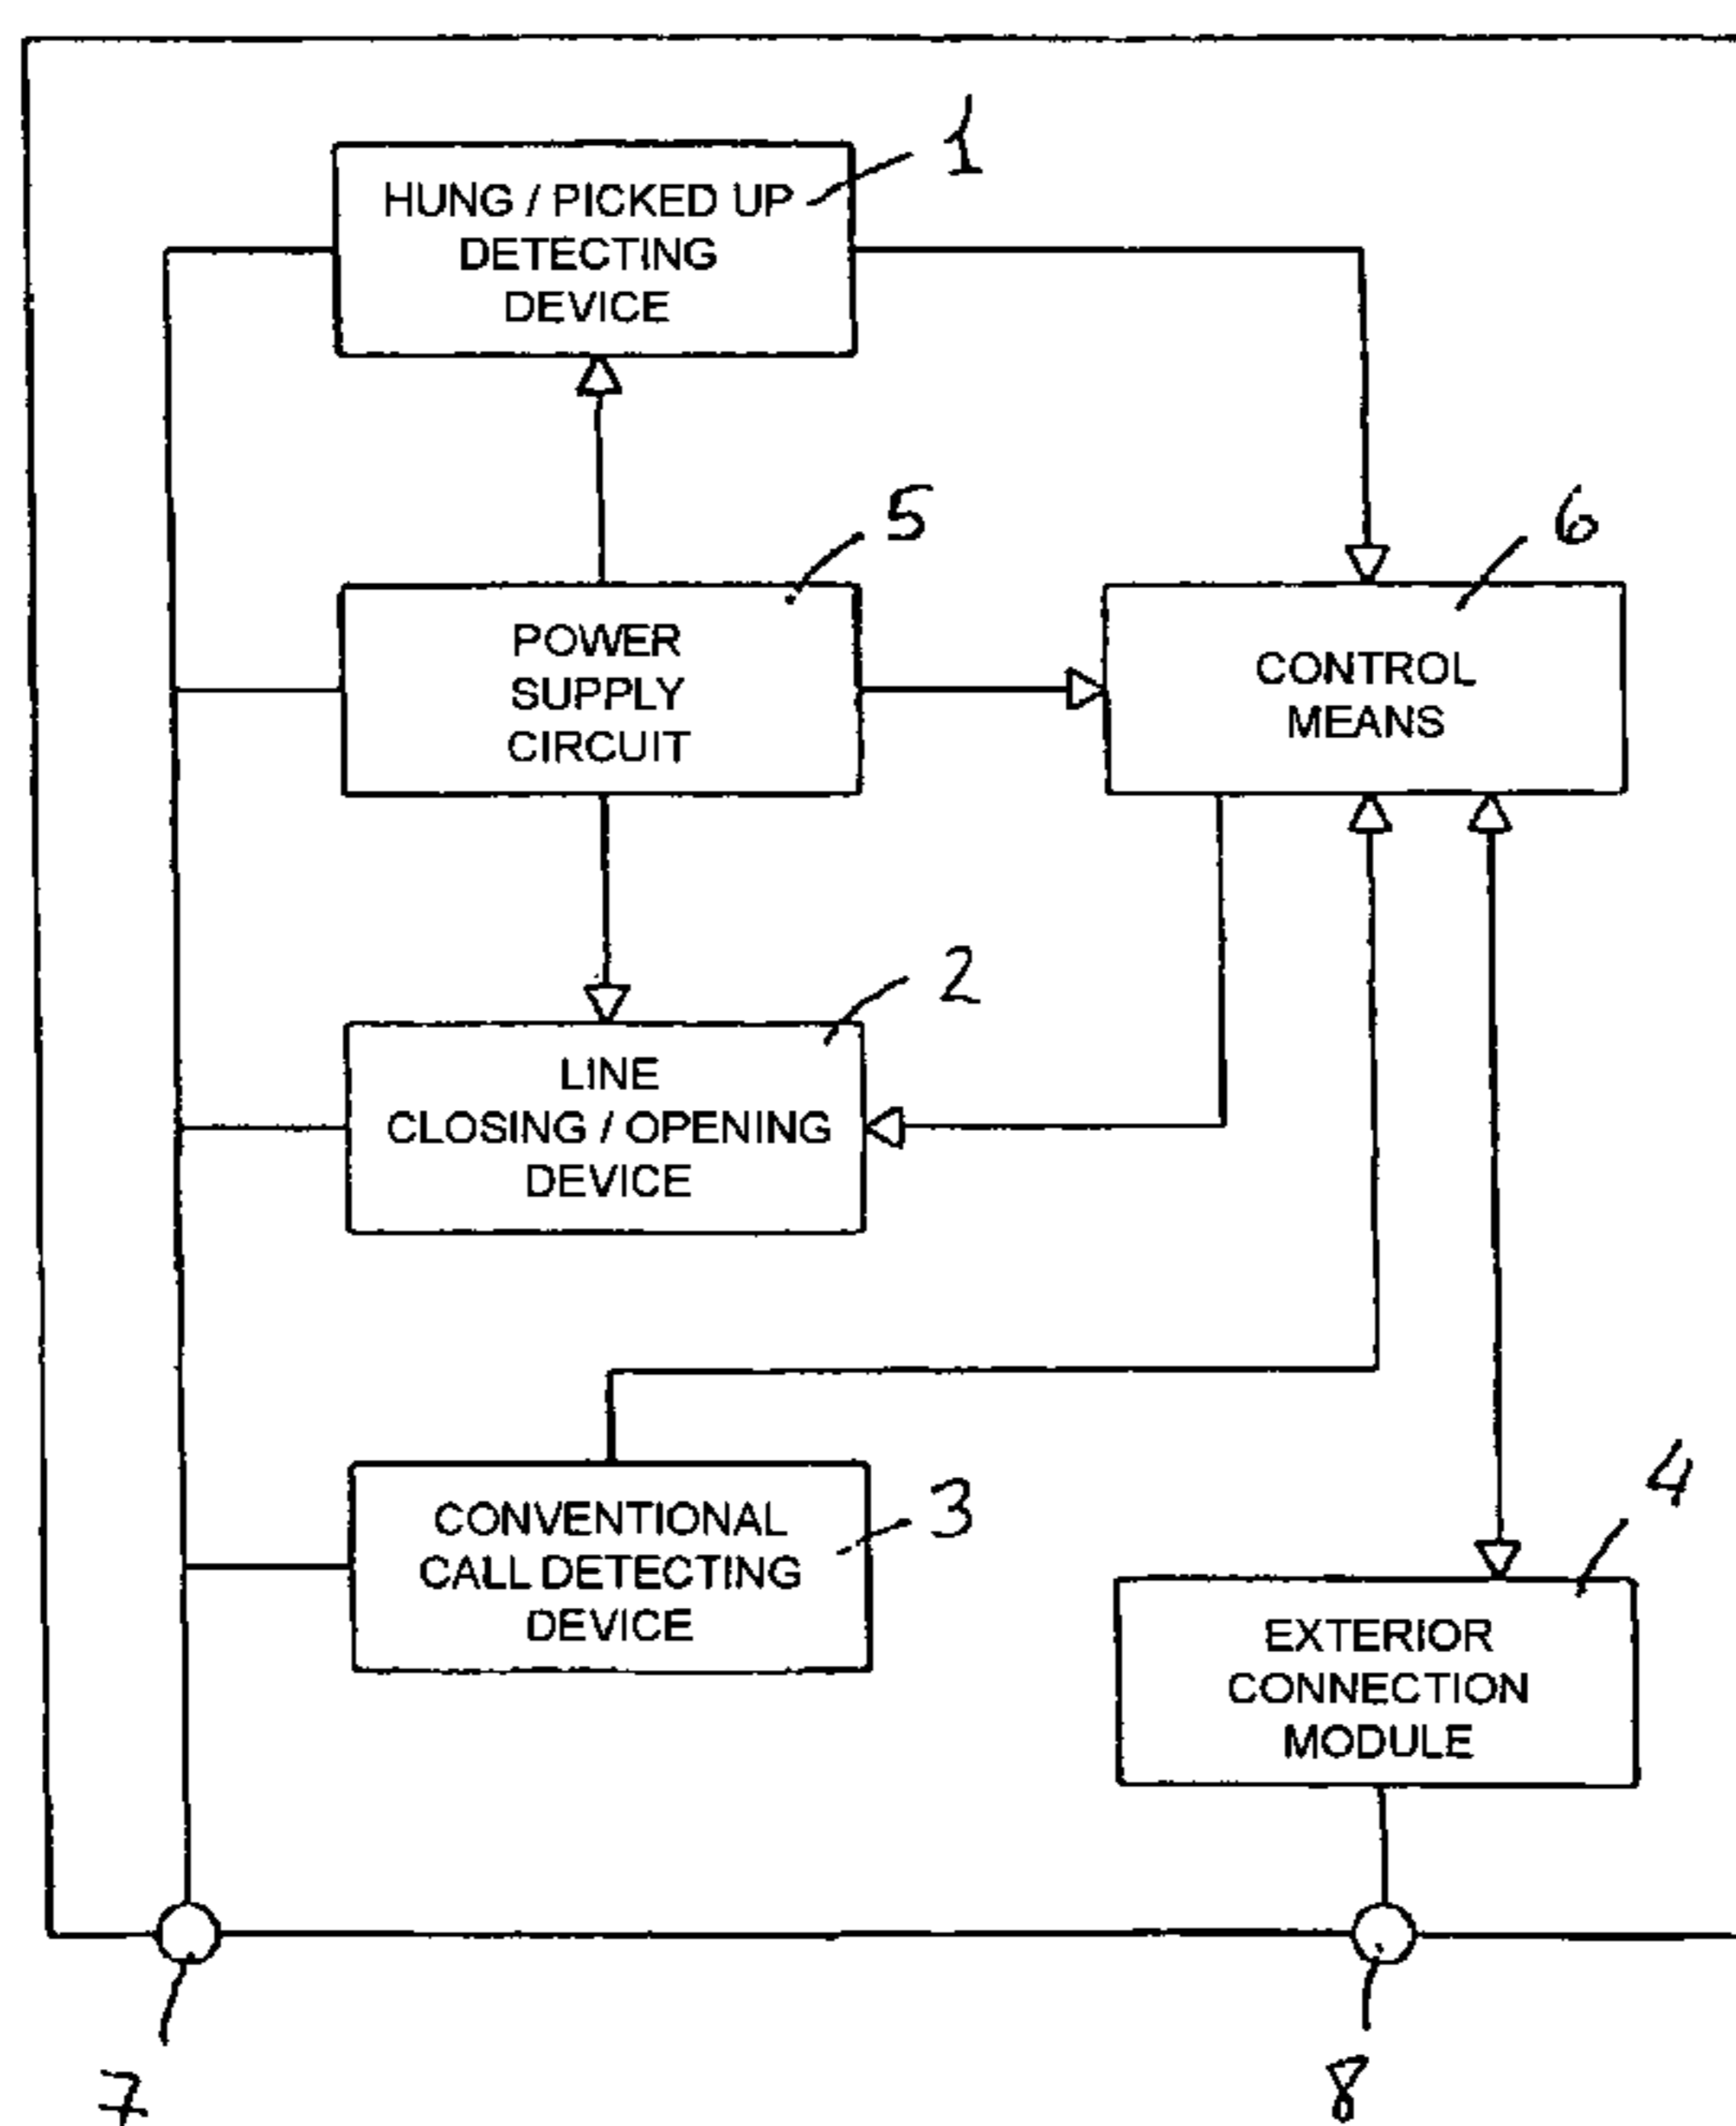 1
HUNG / PICKED UP
DETECTING
DEVICE
5
6
POWER
SUPPLY
CIRCUIT
CONTROL
MEANS
2
LINE
CLOSING / OPENING
DEVICE
3
CONVENTIONAL
CALL DETECTING
DEVICE
4
EXTERIOR
CONNECTION
MODULE
7
8